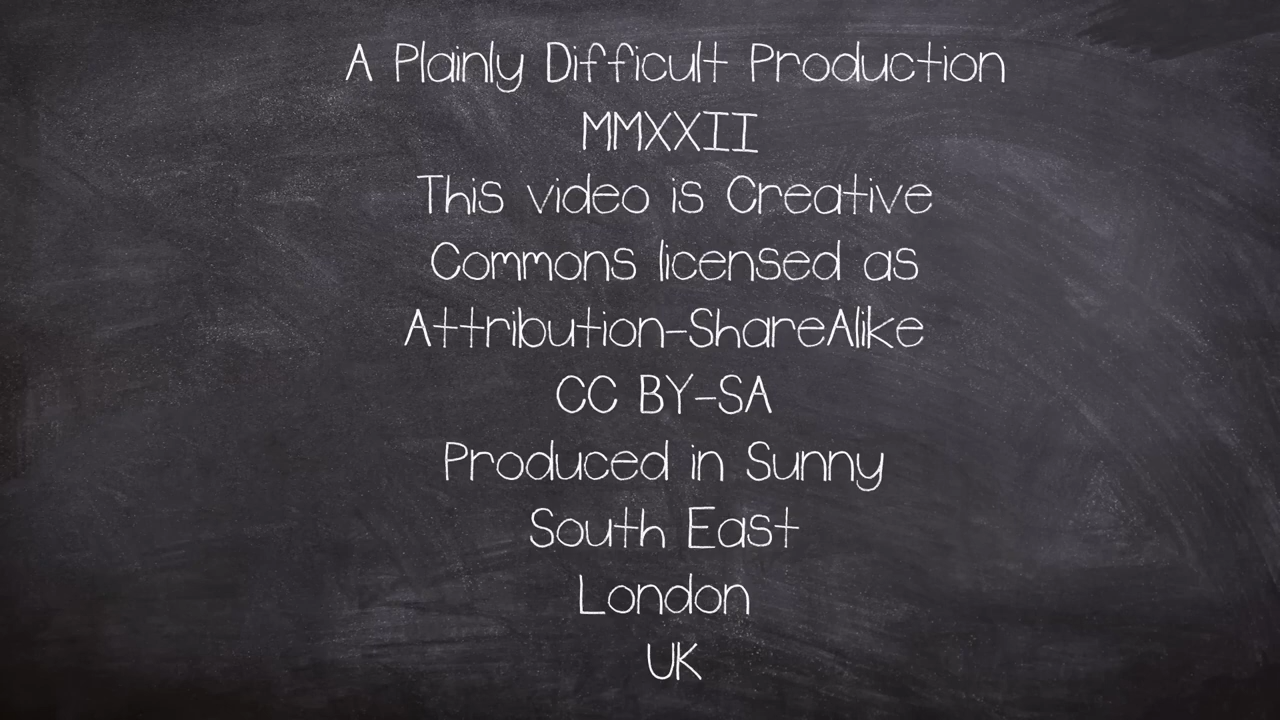 A Plainly Difficult Production
MMXXII
This video is Creative
Commons licensed as
Attribution-ShareAlike
CC BY-SA
Produced in Sunny
South East
London
UK